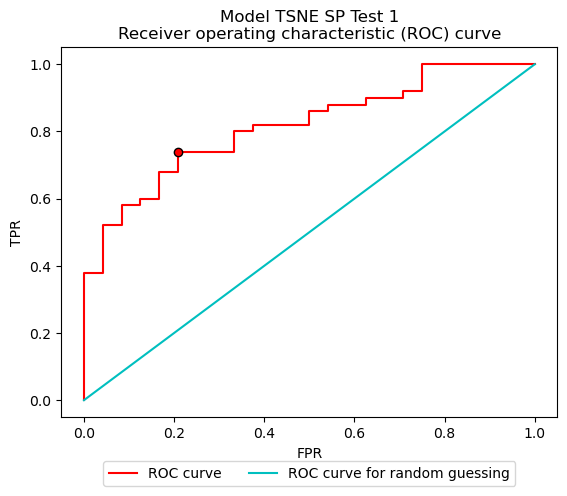 Model TSNE SP Test 1
Receiver operating characteristic (ROC) curve
1.0
0.8
0.6
0.4
0.2
0.0
TPR
0.0 0.2 0.4 0.6 0.8 1.0
FPR
ROC curve ROC curve for random guessing